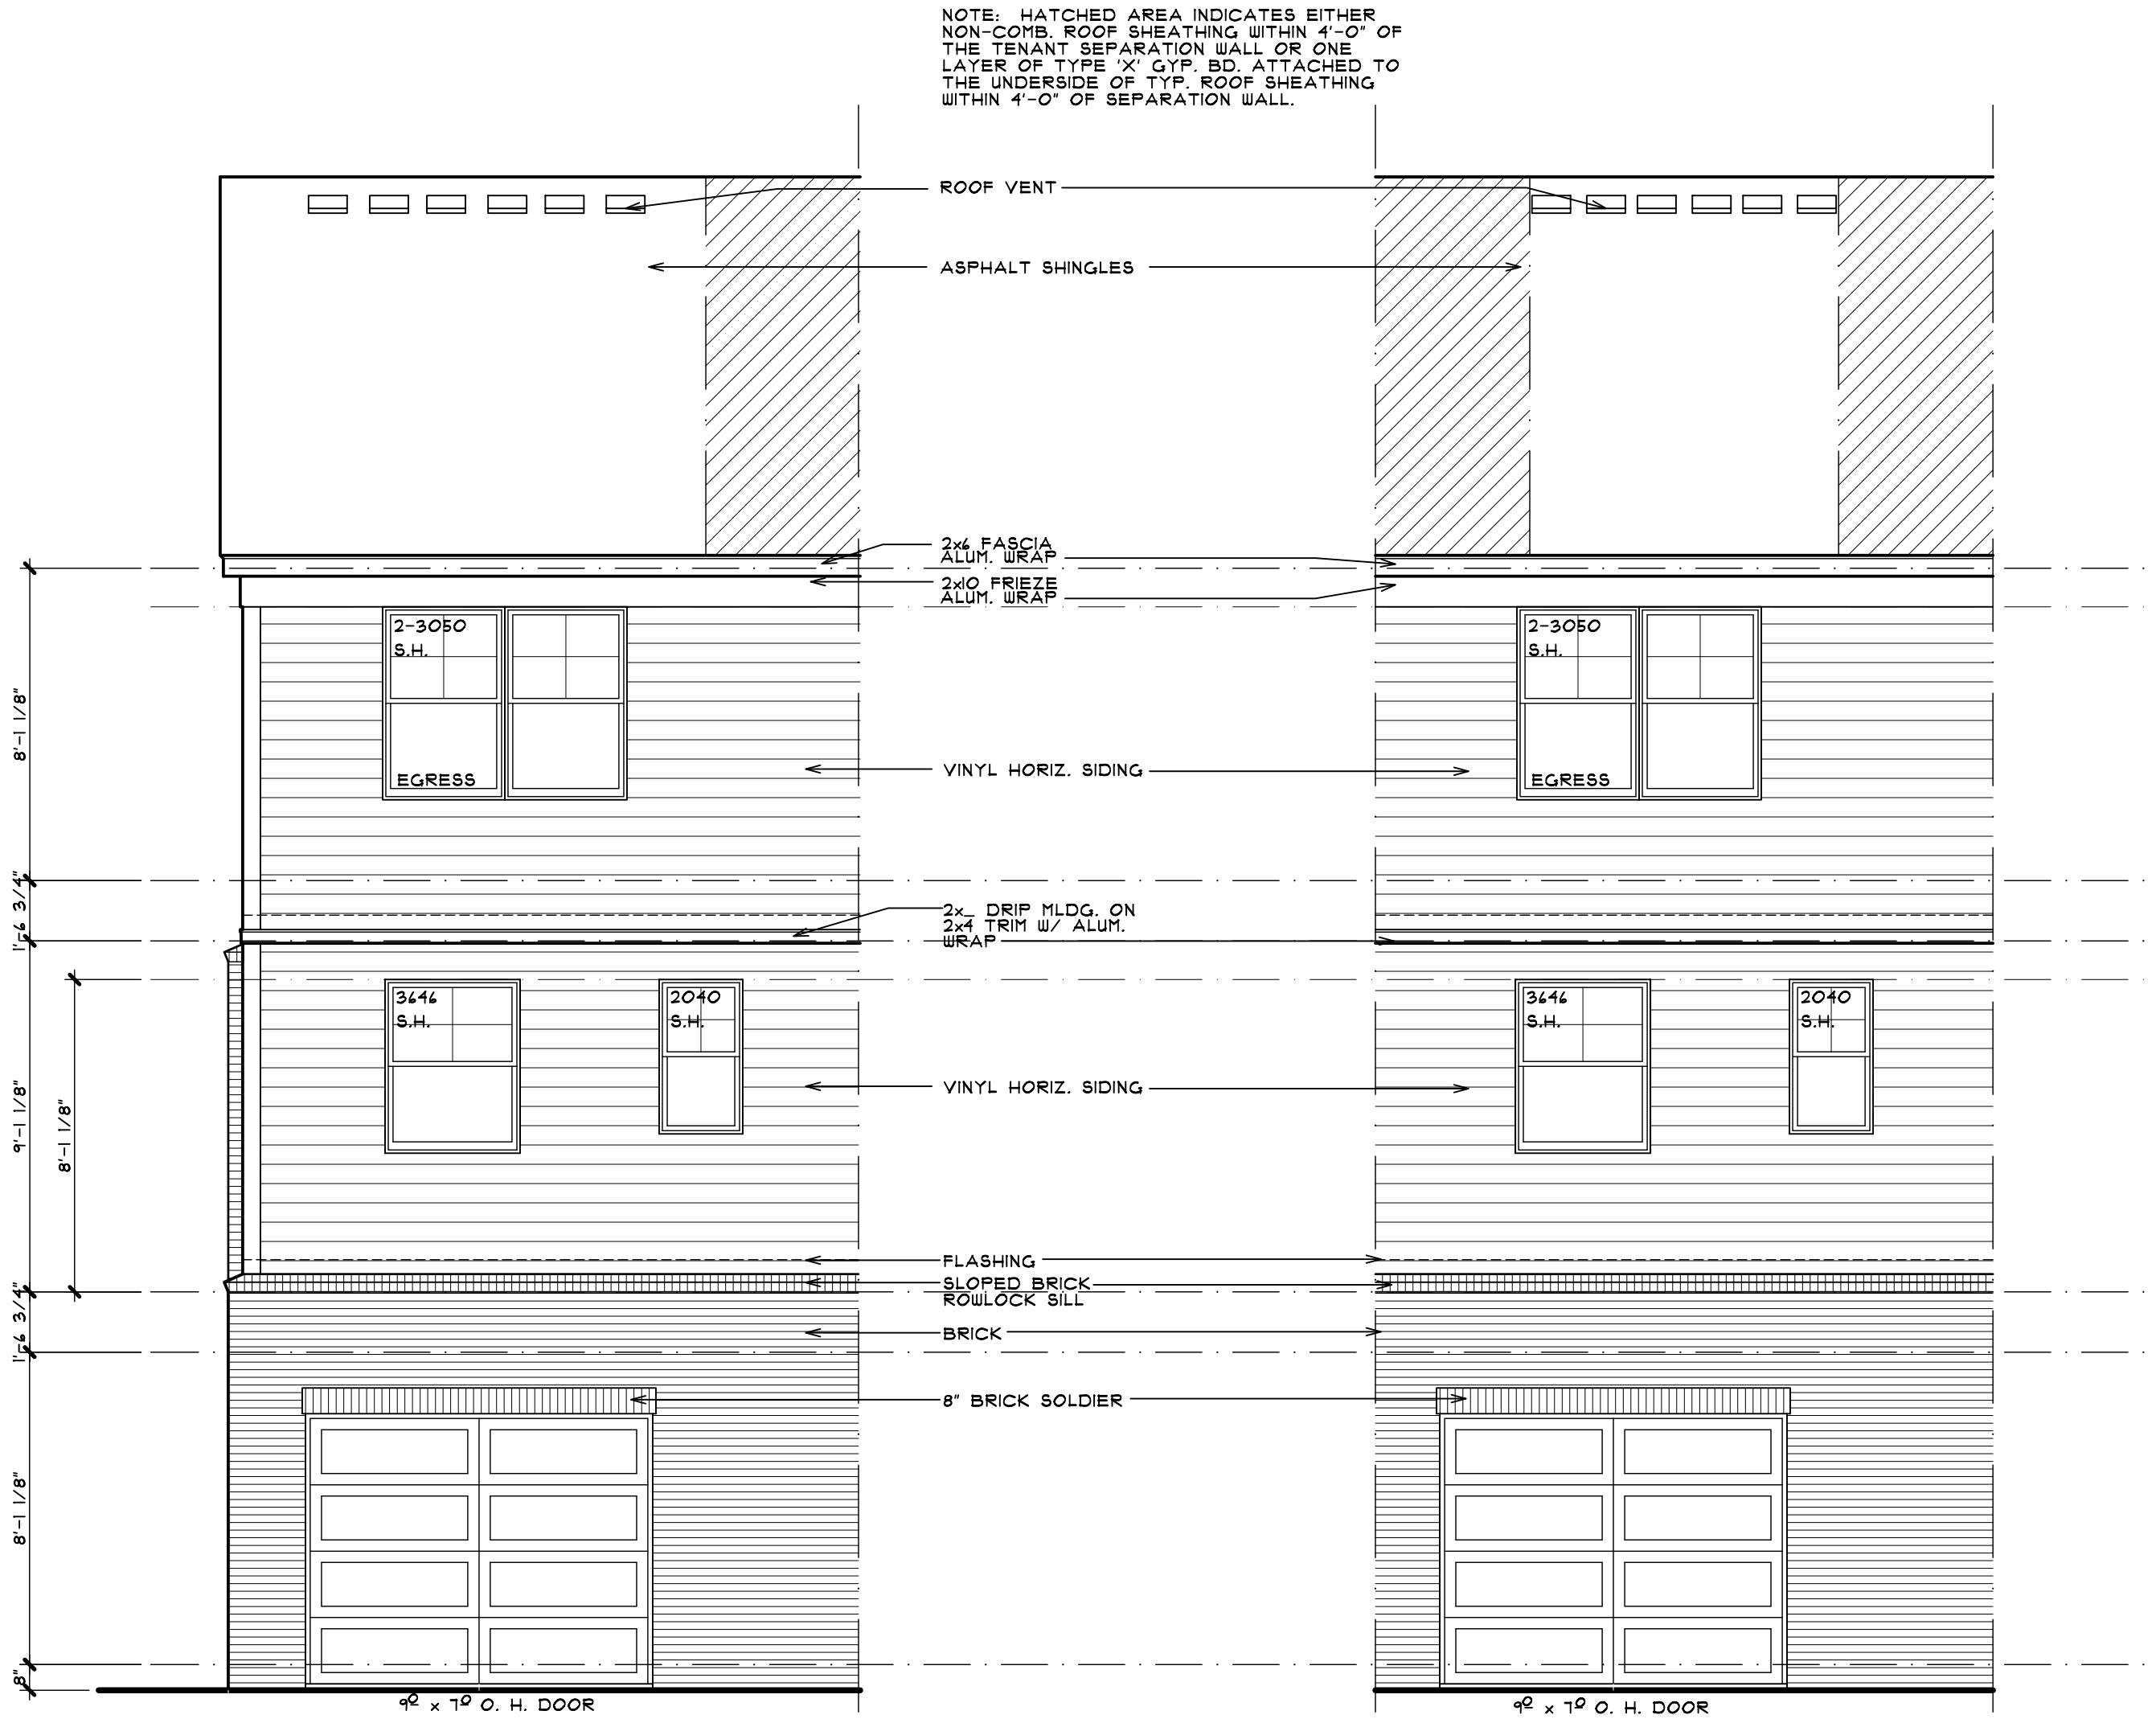 NOTE: HATCHED AREA INDICATES EITHER
NON-COMB. ROOF SHEATHING WITHIN 4'-0" OF
THE TENANT SEPARATION WALL OR ONE
LAYER OF TYPE 'X' GYP. BD. ATTACHED TO
THE UNDERSIDE OF TYP. ROOF SHEATHING
WITHIN 4'-0" OF SEPARATION WALL.
ROOF VENT
ASPHALT SHINGLES
2x6 FASCIA
ALUM. WRAP
2x10 FRIEZE
ALUM. WRAP
2-3050
S.H.
EGRESS
2-3050
S.H.
EGRESS
8'-1 1/8"
VINYL HORIZ. SIDING
1'-6 3/4"
2x_ DRIP MLDG. ON
2x4 TRIM W/ ALUM.
WRAP
3646
S.H.
2040
S.H.
3646
S.H.
2040
S.H.
9'-1 1/8"
8'-1 1/8"
VINYL HORIZ. SIDING
FLASHING
SLOPED BRICK
ROWLOCK SILL
1'-6 3/4"
BRICK
8" BRICK SOLDIER
8'-1 1/8"
8"
9⁰ x 7⁰ O. H. DOOR
9⁰ x 7⁰ O. H. DOOR